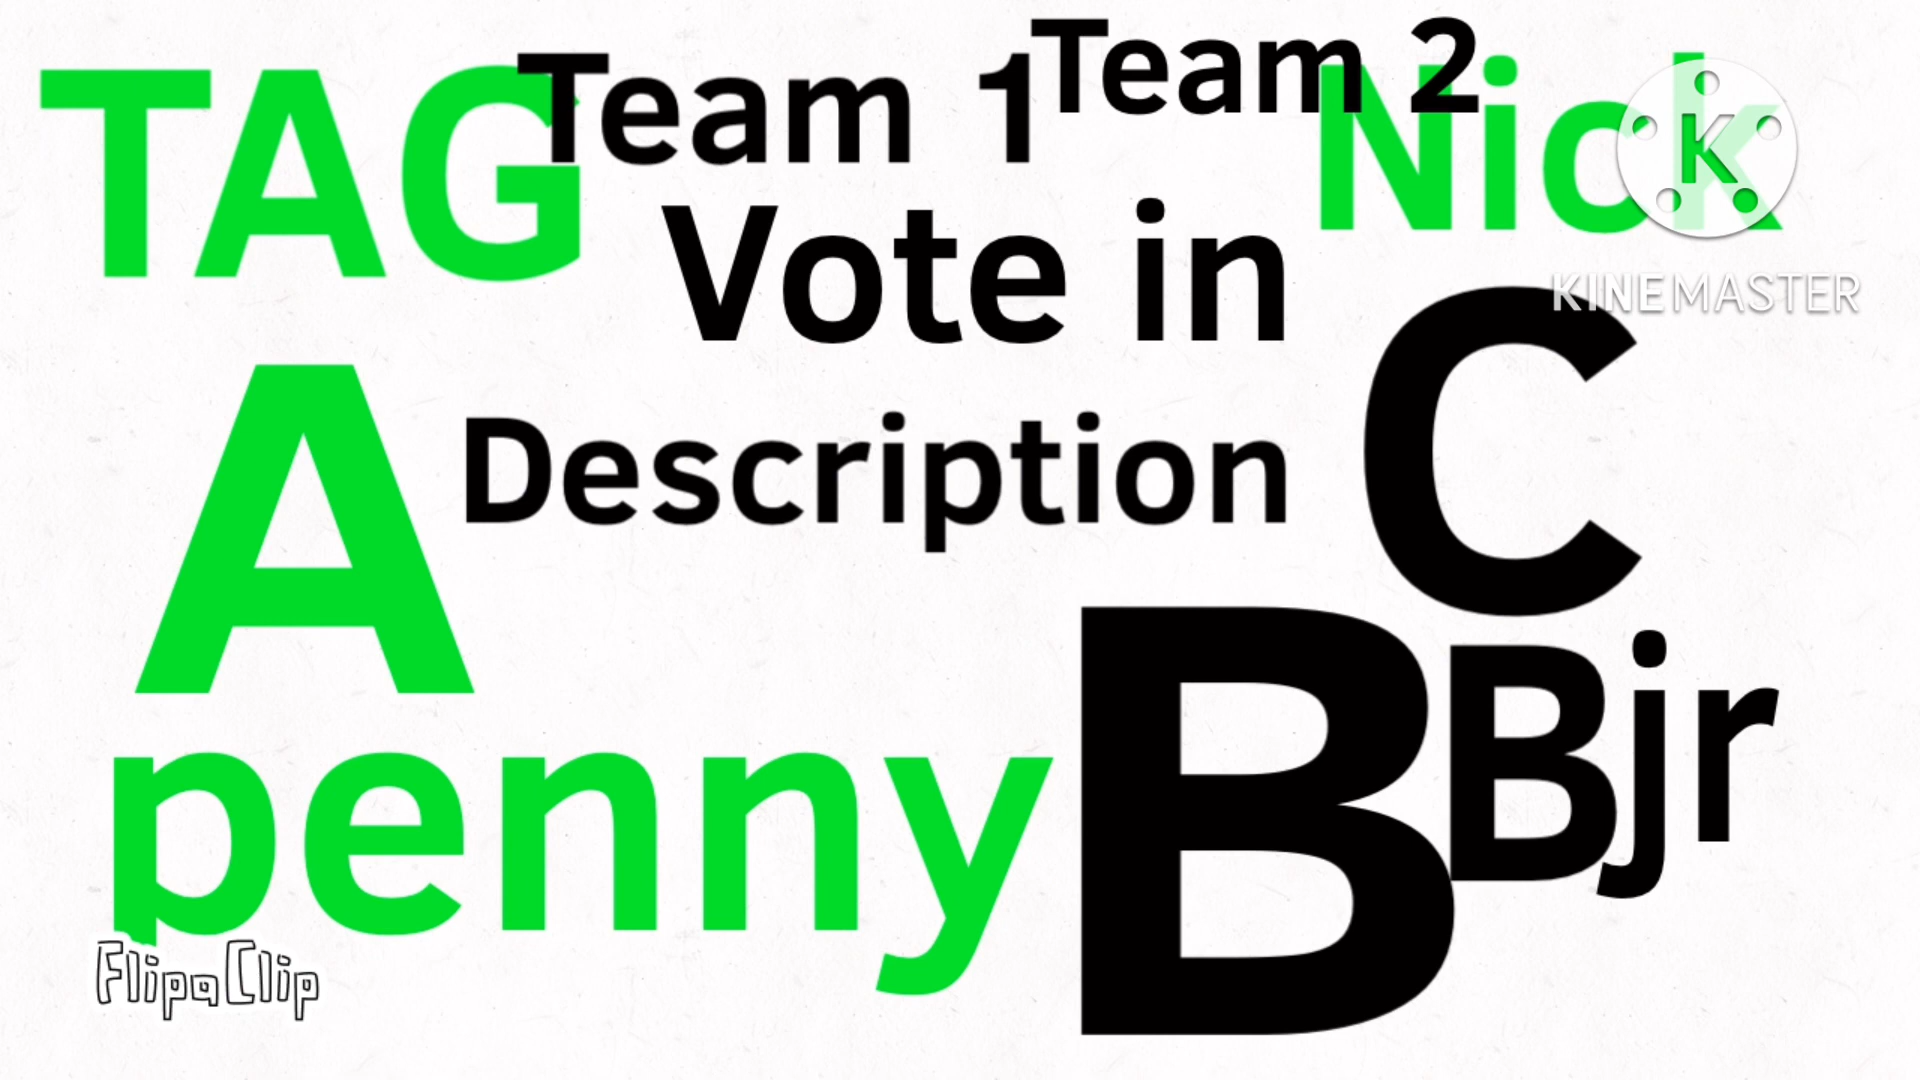 TAG
Team 1
Team 2
Nick
K
KINEMASTER
Vote in
Description
A
C
penny
B
Bjr
FlipaClip